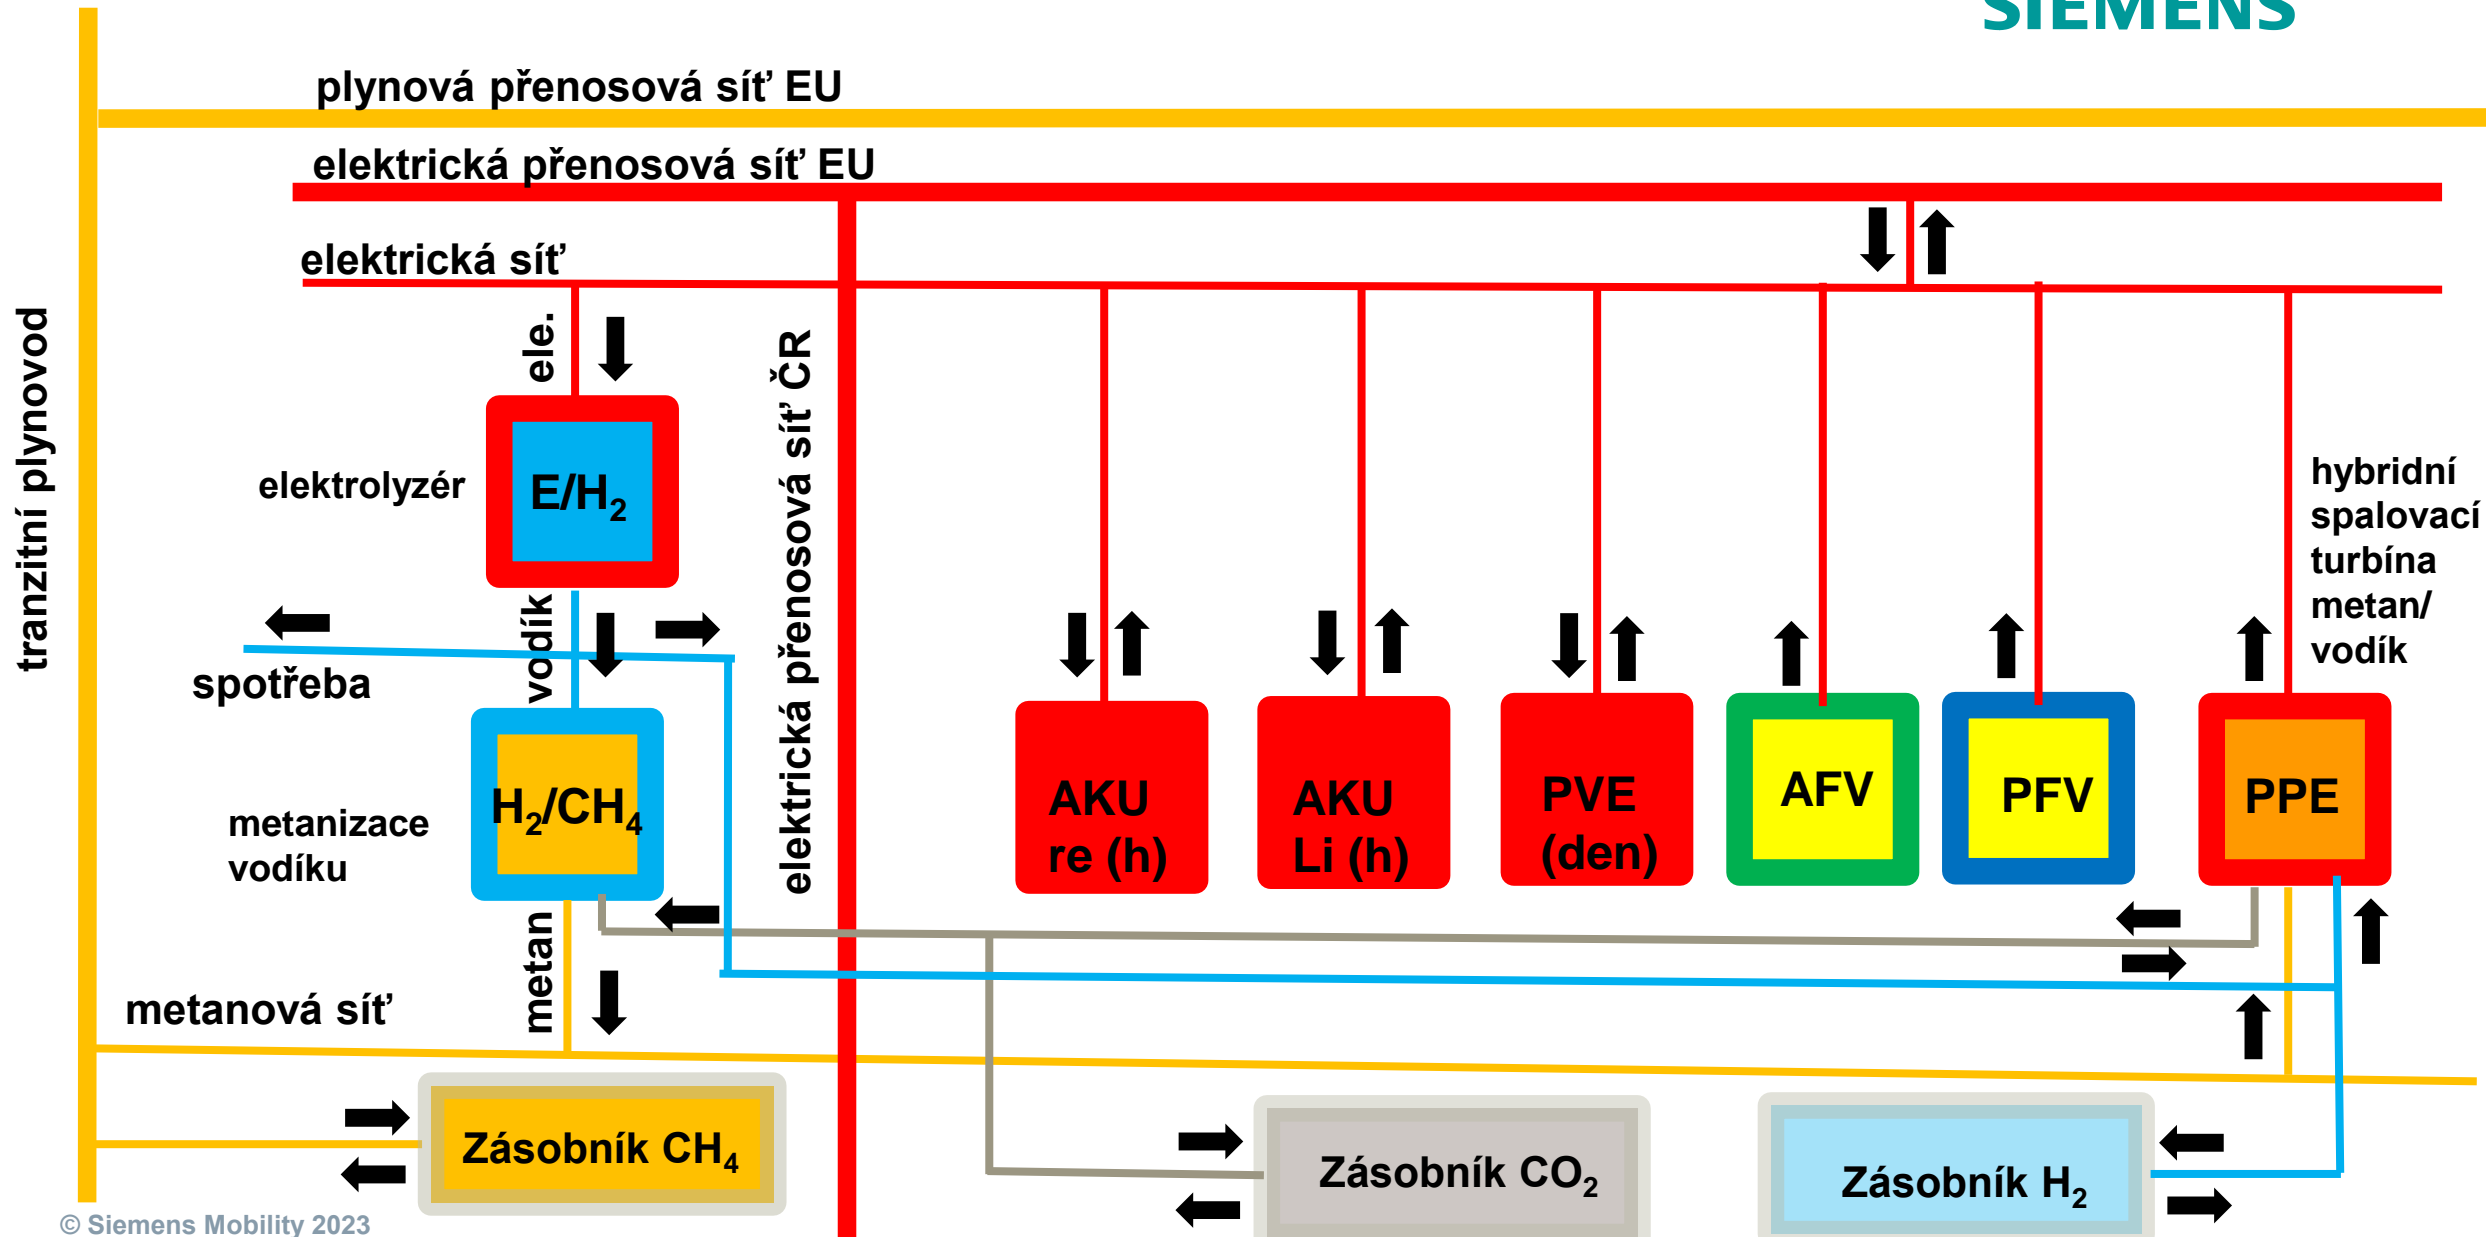 SIEMENS
plynová přenosová síť EU
elektrická přenosová síť EU
elektrická síť
tranzitní plynovod
ele.
elektrická přenosová síť ČR
elektrolyzér
E/H₂
hybridní
spalovací
turbína
metan/
vodík
vodík
spotřeba
H₂/CH₄
metanizace
vodíku
AKU
re (h)
AKU
Li (h)
PVE
(den)
AFV
PFV
PPE
metan
metanová síť
Zásobník CH₄
Zásobník CO₂
Zásobník H₂
© Siemens Mobility 2023